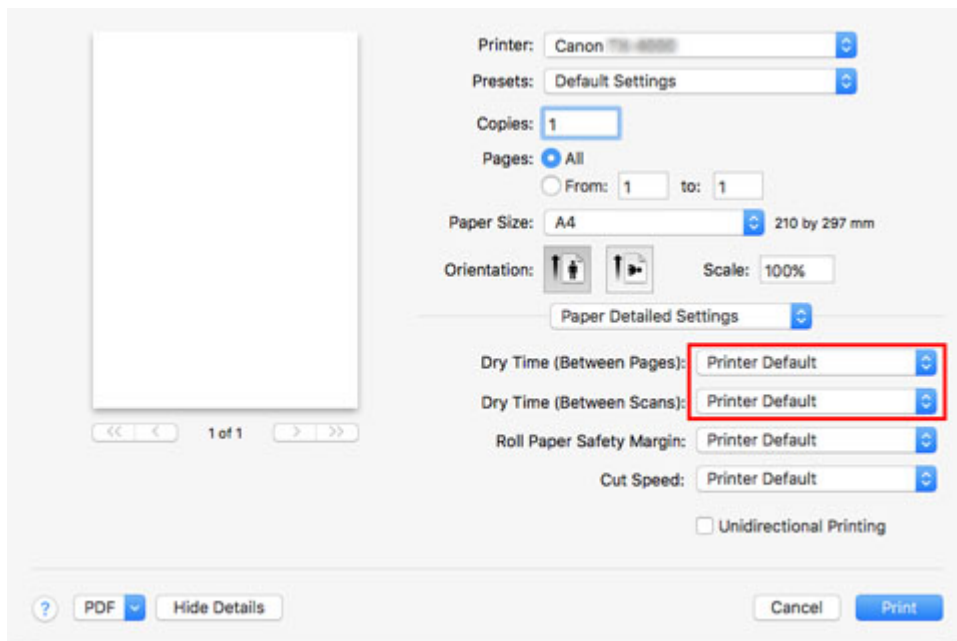 Printer: Canon
Presets: Default Settings
Copies: 1
Pages: All
From: 1 to: 1
Paper Size: A4 210 by 297 mm
Orientation: Scale: 100%
Paper Detailed Settings
Dry Time (Between Pages): Printer Default
Dry Time (Between Scans): Printer Default
Roll Paper Safety Margin: Printer Default
Cut Speed: Printer Default
Unidirectional Printing
<< < 1 of 1 > >>
? PDF Hide Details Cancel Print